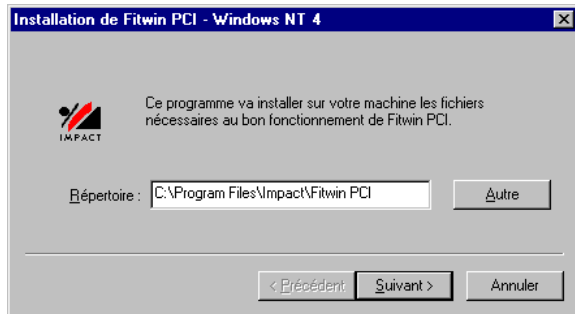 Installation de Fitwin PCI - Windows NT 4
Ce programme va installer sur votre machine les fichiers
nécessaires au bon fonctionnement de Fitwin PCI.
IMPACT
Répertoire : C:\Program Files\Impact\Fitwin PCI Autre
< Précédent Suivant > Annuler